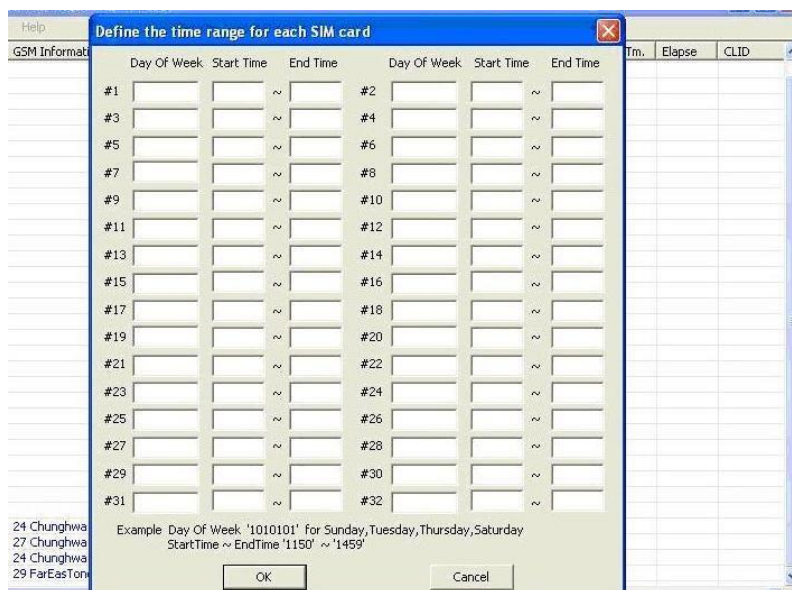 Help
Define the time range for each SIM card
GSM Informati
Tm. Elapse CLID
Day Of Week Start Time End Time Day Of Week Start Time End Time
#1 ~ #2 ~
#3 ~ #4 ~
#5 ~ #6 ~
#7 ~ #8 ~
#9 ~ #10 ~
#11 ~ #12 ~
#13 ~ #14 ~
#15 ~ #16 ~
#17 ~ #18 ~
#19 ~ #20 ~
#21 ~ #22 ~
#23 ~ #24 ~
#25 ~ #26 ~
#27 ~ #28 ~
#29 ~ #30 ~
#31 ~ #32 ~
24 Chunghwa
27 Chunghwa
24 Chunghwa
29 FarEasTon
Example Day Of Week '1010101' for Sunday,Tuesday,Thursday,Saturday
StartTime ~ EndTime '1150' ~ '1459'
OK Cancel